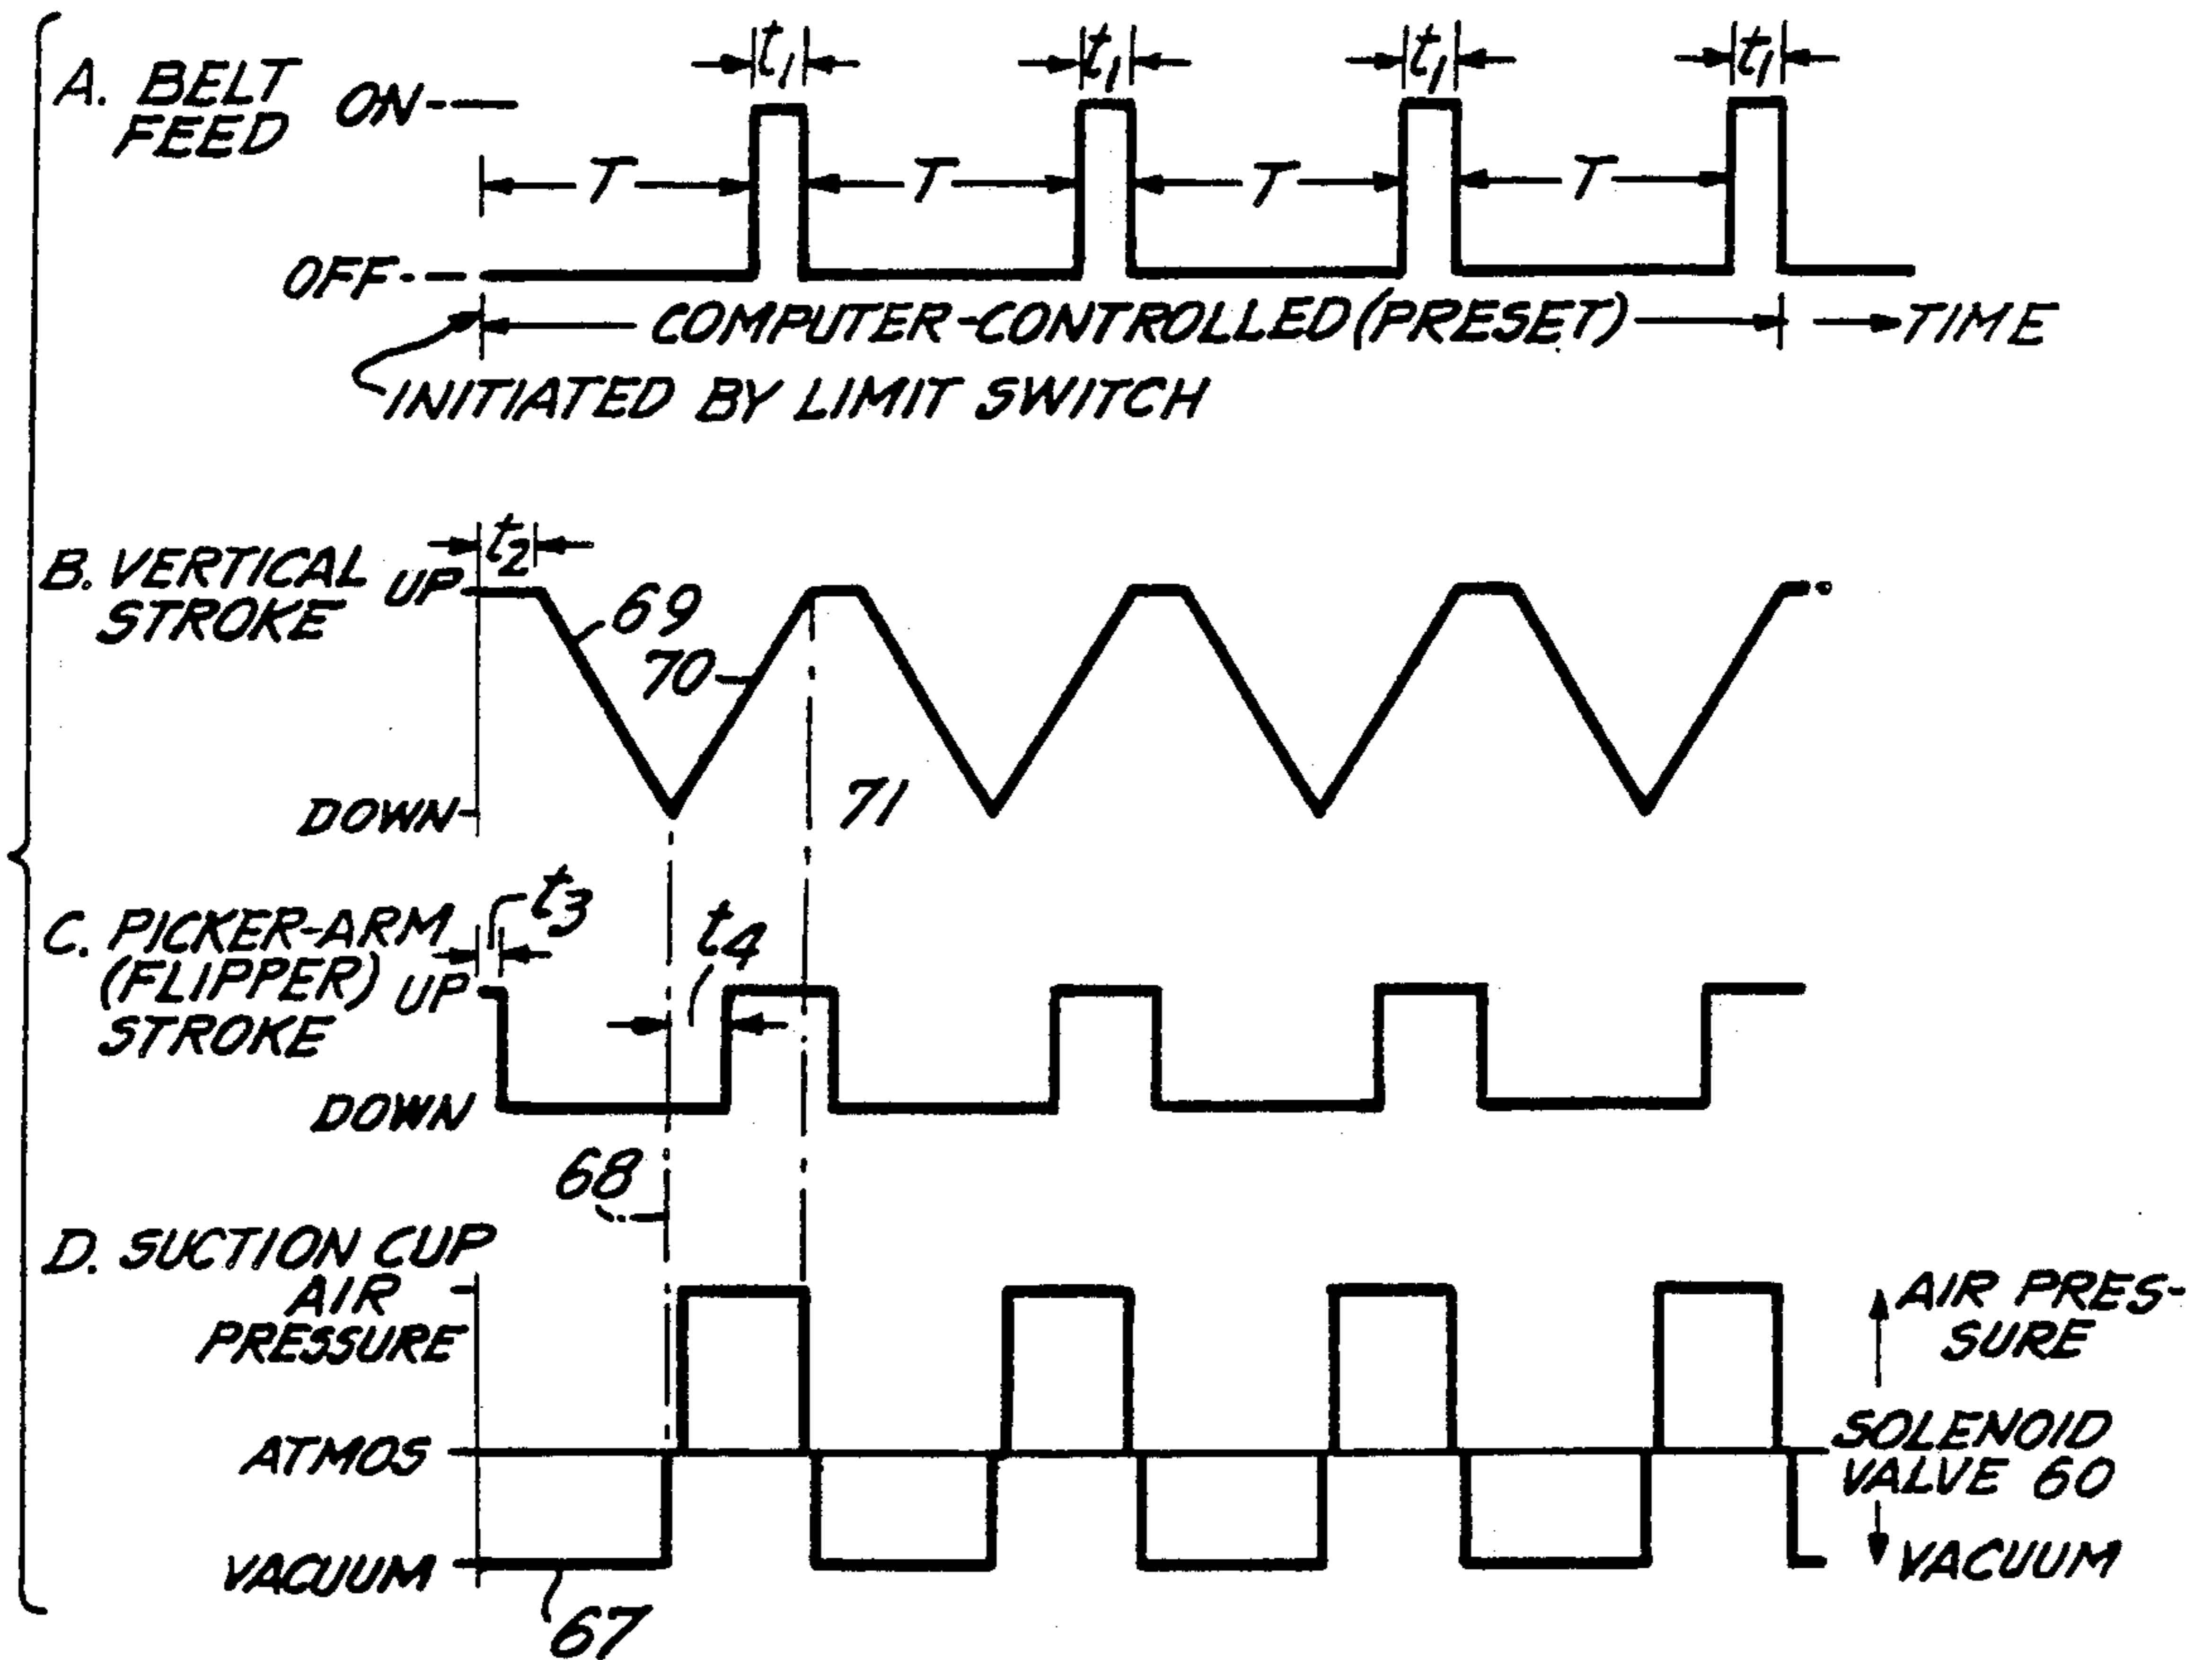 A. BELT
FEED
ON
t1
t1
t1
t1
T
T
T
T
OFF
COMPUTER-CONTROLLED (PRESET)
TIME
INITIATED BY LIMIT SWITCH
B. VERTICAL
STROKE
UP
t2
69
70
71
DOWN
C. PICKER-ARM
(FLIPPER)
STROKE
UP
t3
t4
DOWN
68
D. SUCTION CUP
AIR
PRESSURE
ATMOS
VACUUM
67
AIR PRES-
SURE
SOLENOID
VALVE 60
VACUUM